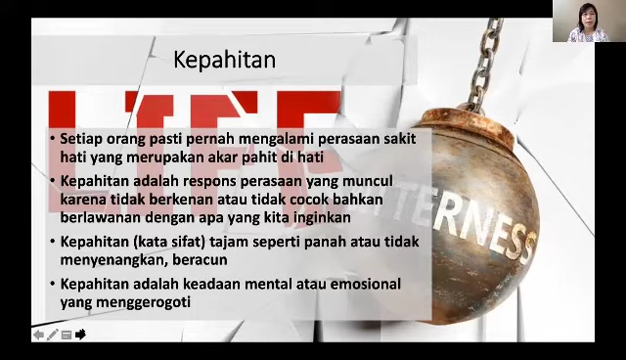 Kepahitan
LIFE
• Setiap orang pasti pernah mengalami perasaan sakit
hati yang merupakan akar pahit di hati
• Kepahitan adalah respons perasaan yang muncul
karena tidak berkenan atau tidak cocok bahkan
berlawanan dengan apa yang kita inginkan
BITTERNESS
• Kepahitan (kata sifat) tajam seperti panah atau tidak
menyenangkan, beracun
• Kepahitan adalah keadaan mental atau emosional
yang menggerogoti